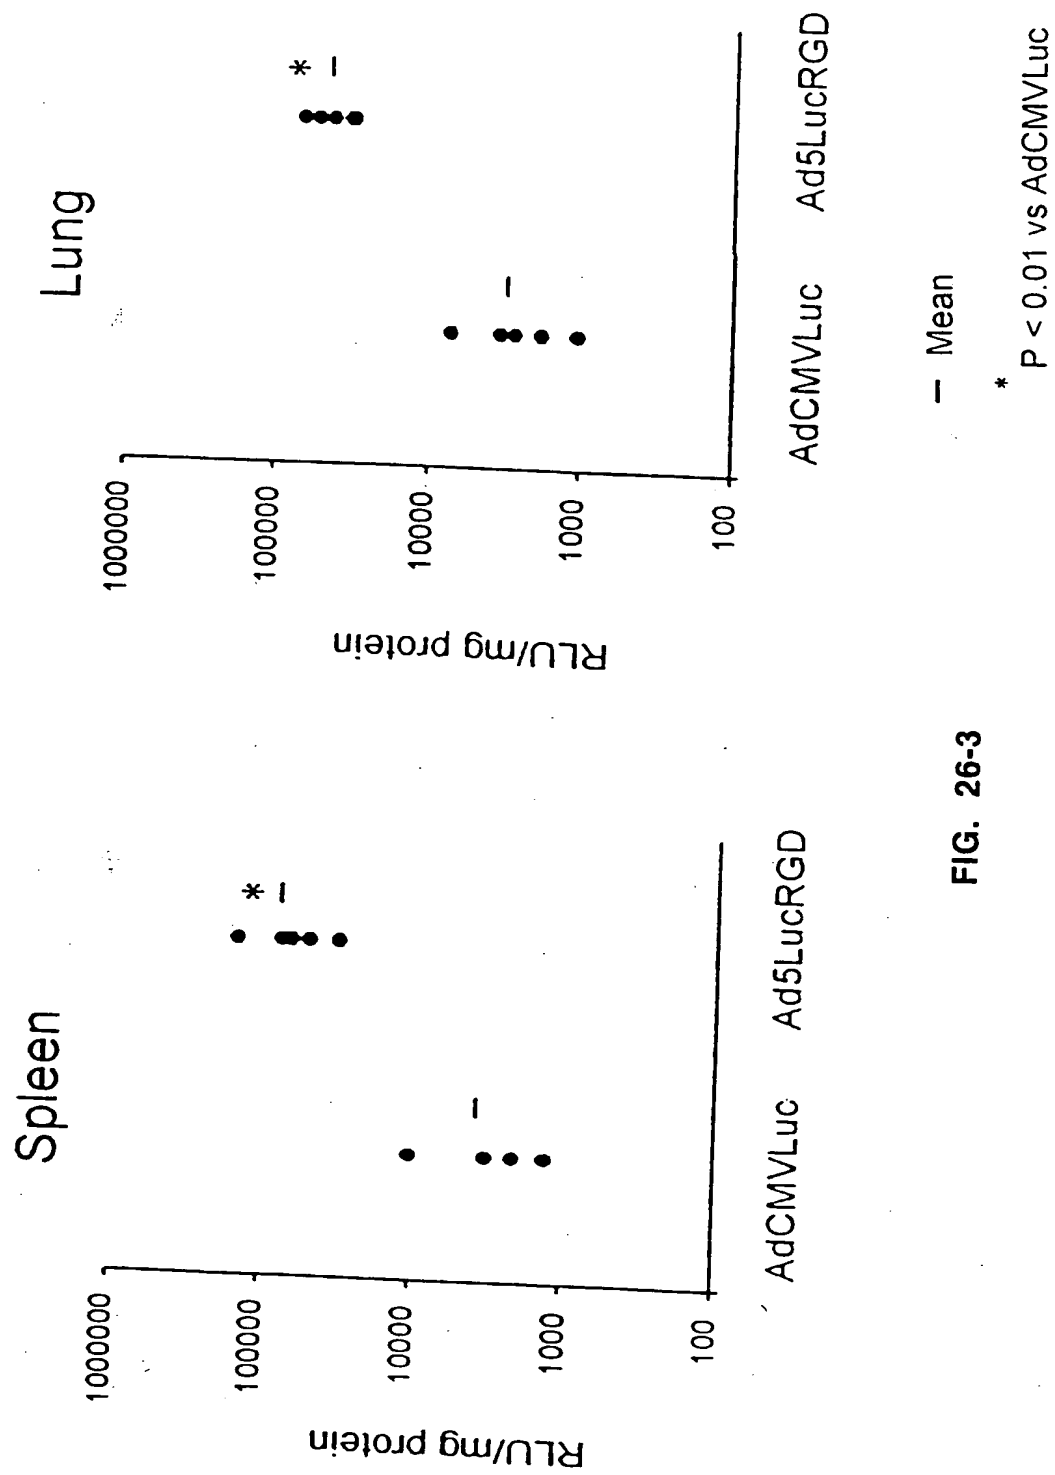 Spleen
RLU/mg protein
1000000
100000
10000
1000
100
*
AdCMVLuc
Ad5LucRGD
Lung
RLU/mg protein
1000000
100000
10000
1000
100
*
AdCMVLuc
Ad5LucRGD
– Mean
* P < 0.01 vs AdCMVLuc
FIG. 26-3